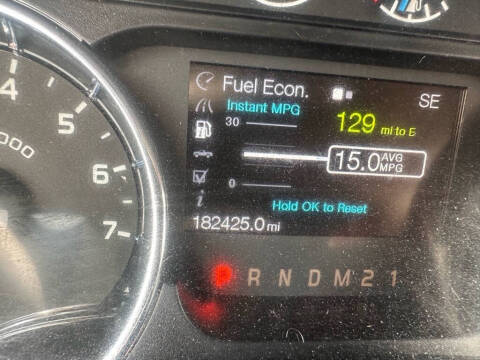 Fuel Econ.
SE
Instant MPG
30
129 mi to E
15.0 AVG MPG
0
Hold OK to Reset
182425.0 mi
R N D M 2 1
4
5
6
7
000